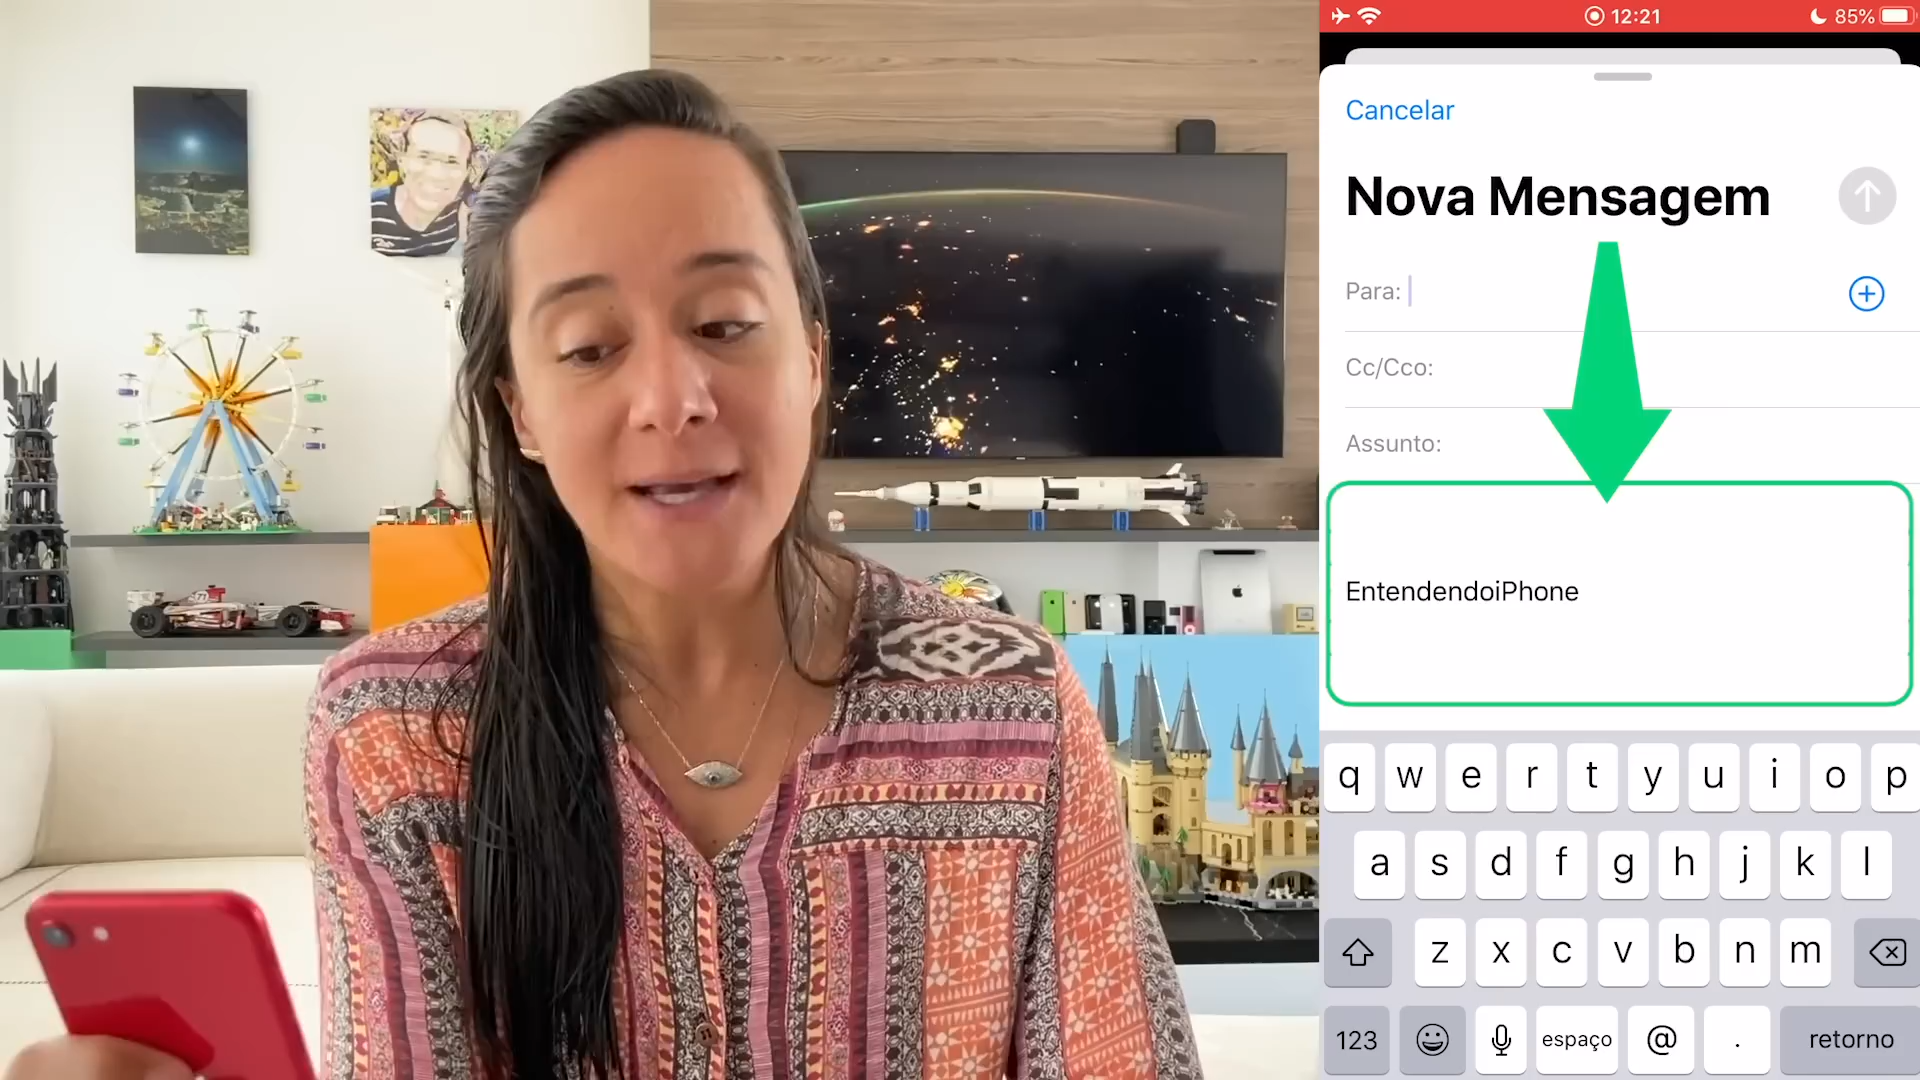 12:21
85%
Cancelar
Nova Mensagem
Para:
Cc/Cco:
Assunto:
EntendendoiPhone
q w e r t y u i o p
a s d f g h j k l
z x c v b n m
123 espaço @ . retorno